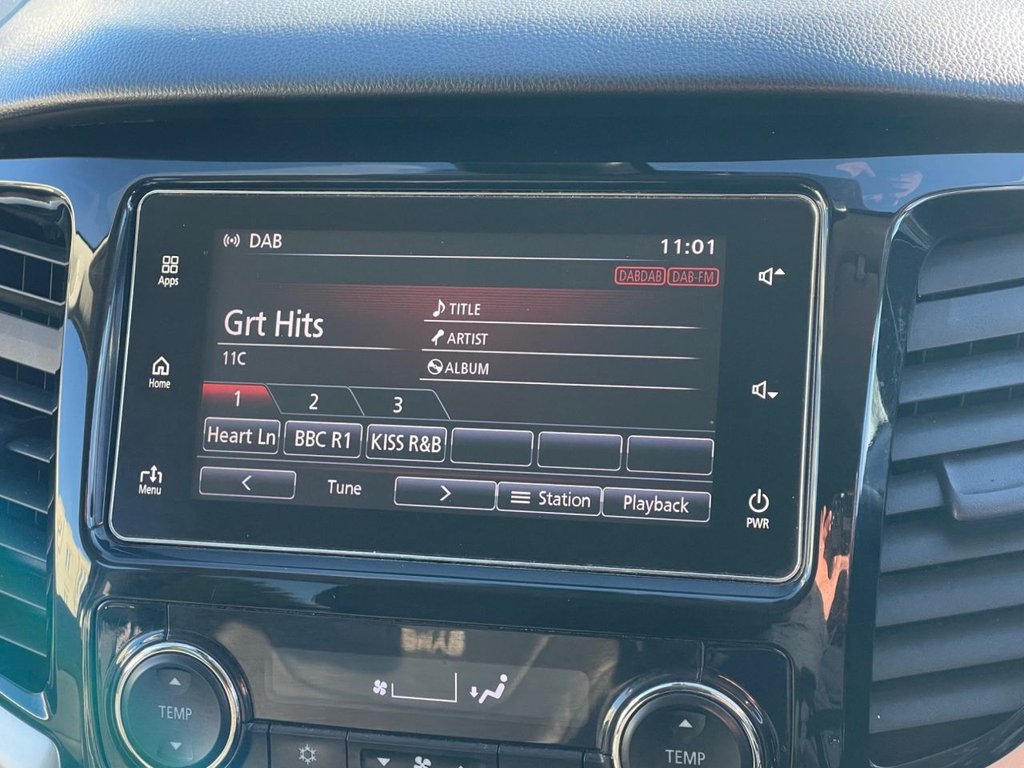 DAB 11:01
Apps
DABDAB DAB-FM
Grt Hits
TITLE
11C
ARTIST
ALBUM
Home
1 2 3
Heart Ln BBC R1 KISS R&B
Menu
< Tune > Station Playback
PWR
TEMP
TEMP